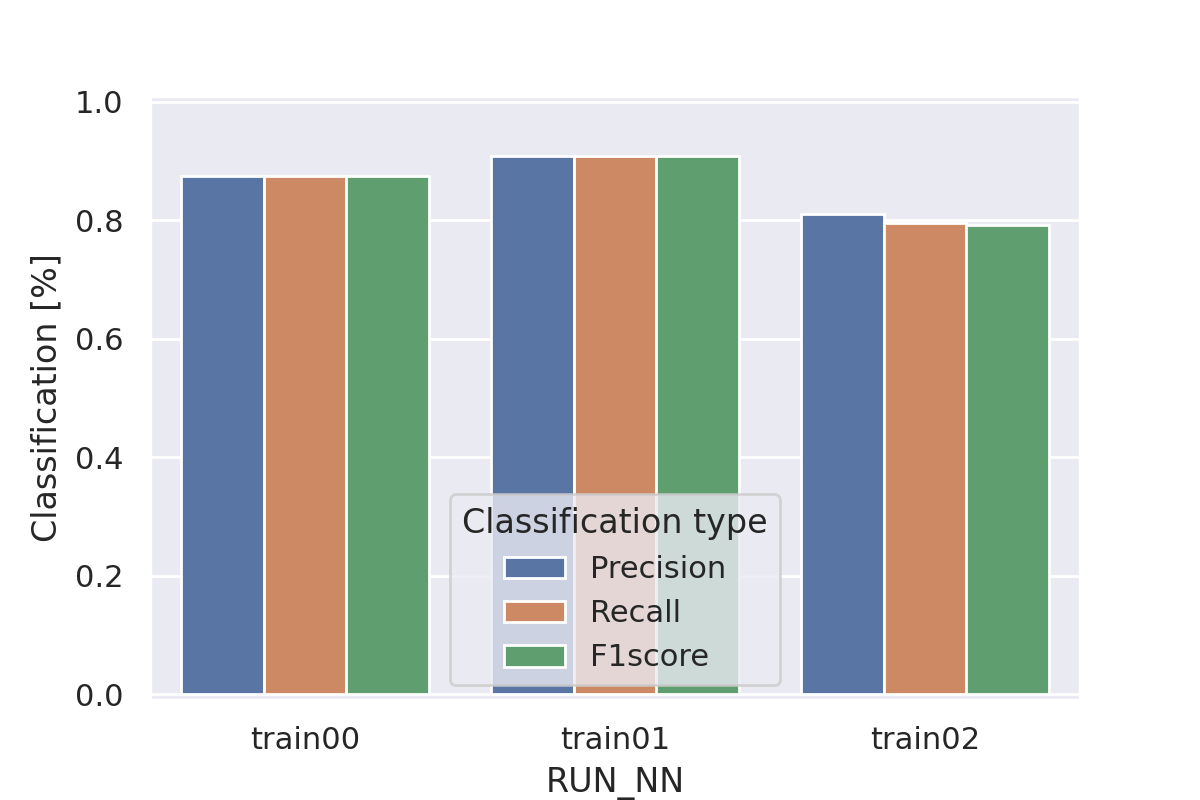 1.0
0.8
0.6
0.4
0.2
0.0
Classification [%]
Classification type
Precision
Recall
F1score
train00
train01
train02
RUN_NN